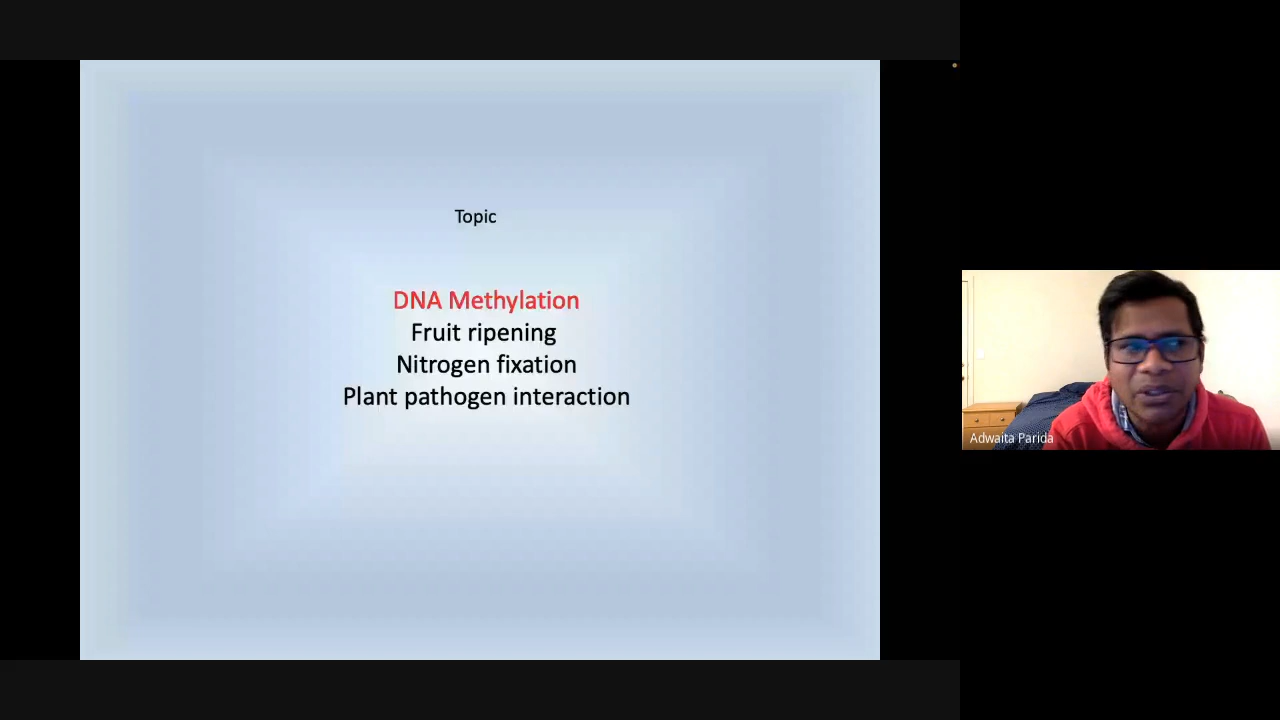 Topic
DNA Methylation
Fruit ripening
Nitrogen fixation
Plant pathogen interaction
Adwaita Parida